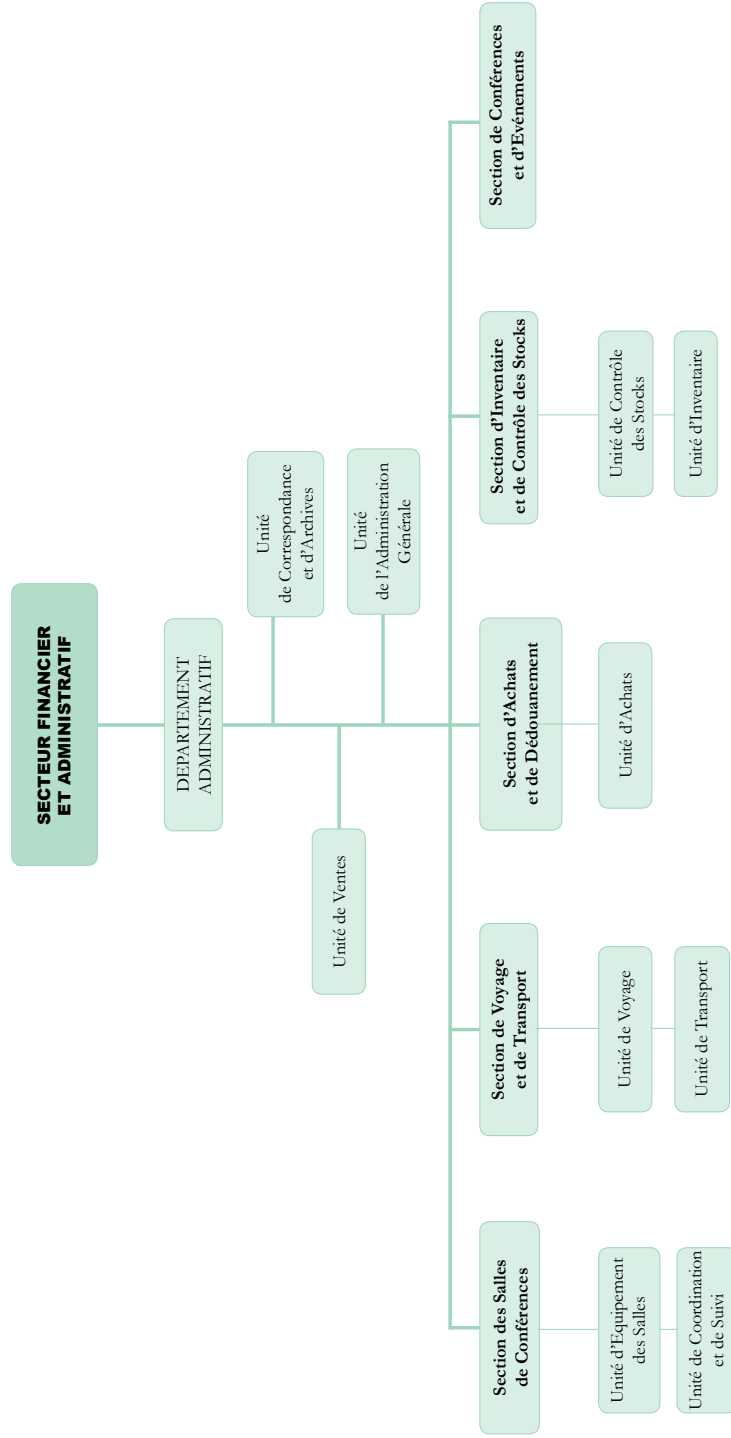 SECTEUR FINANCIER
ET ADMINISTRATIF
DEPARTEMENT
ADMINISTRATIF
Unité
de Correspondance
et d’Archives
Unité de Ventes
Unité
de l’Administration
Générale
Section des Salles
de Conférences
Section de Voyage
et de Transport
Section d’Achats
et de Dédouanement
Section d’Inventaire
et de Contrôle des Stocks
Section de Conférences
et d’Evénements
Unité d’Equipement
des Salles
Unité de Voyage
Unité d’Achats
Unité de Contrôle
des Stocks
Unité de Coordination
et de Suivi
Unité de Transport
Unité d’Inventaire